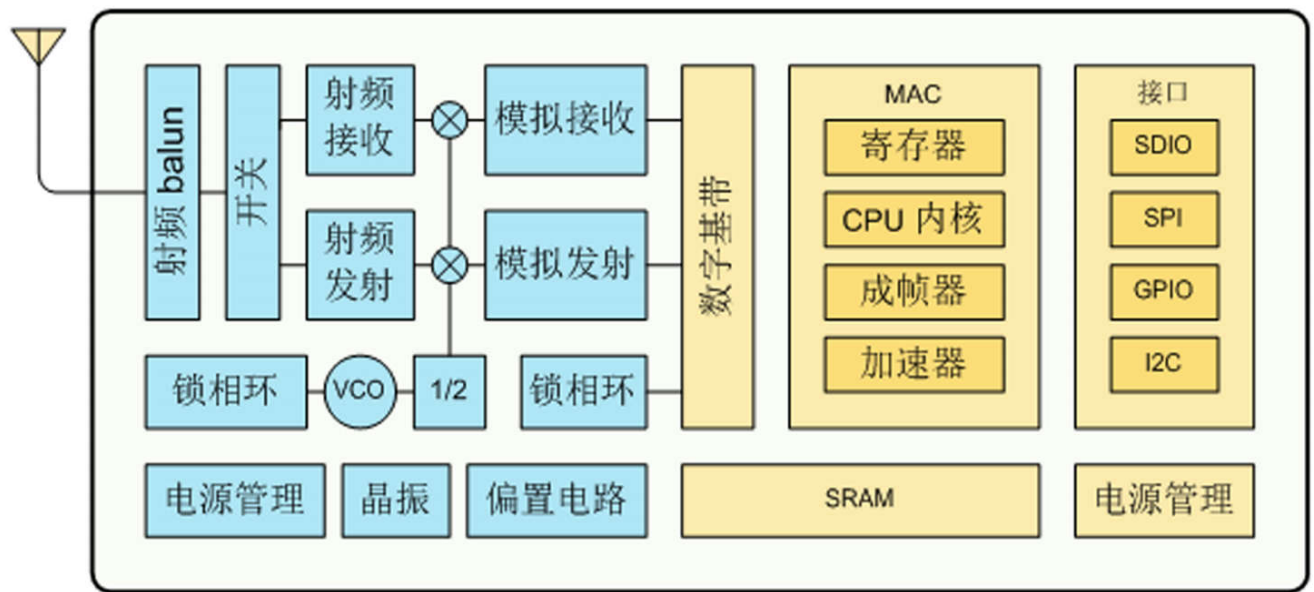 射频 balun
开关
射频
接收
模拟接收
射频
发射
模拟发射
锁相环
VCO
1/2
锁相环
数字基带
MAC
寄存器
CPU 内核
成帧器
加速器
接口
SDIO
SPI
GPIO
I2C
电源管理
晶振
偏置电路
SRAM
电源管理